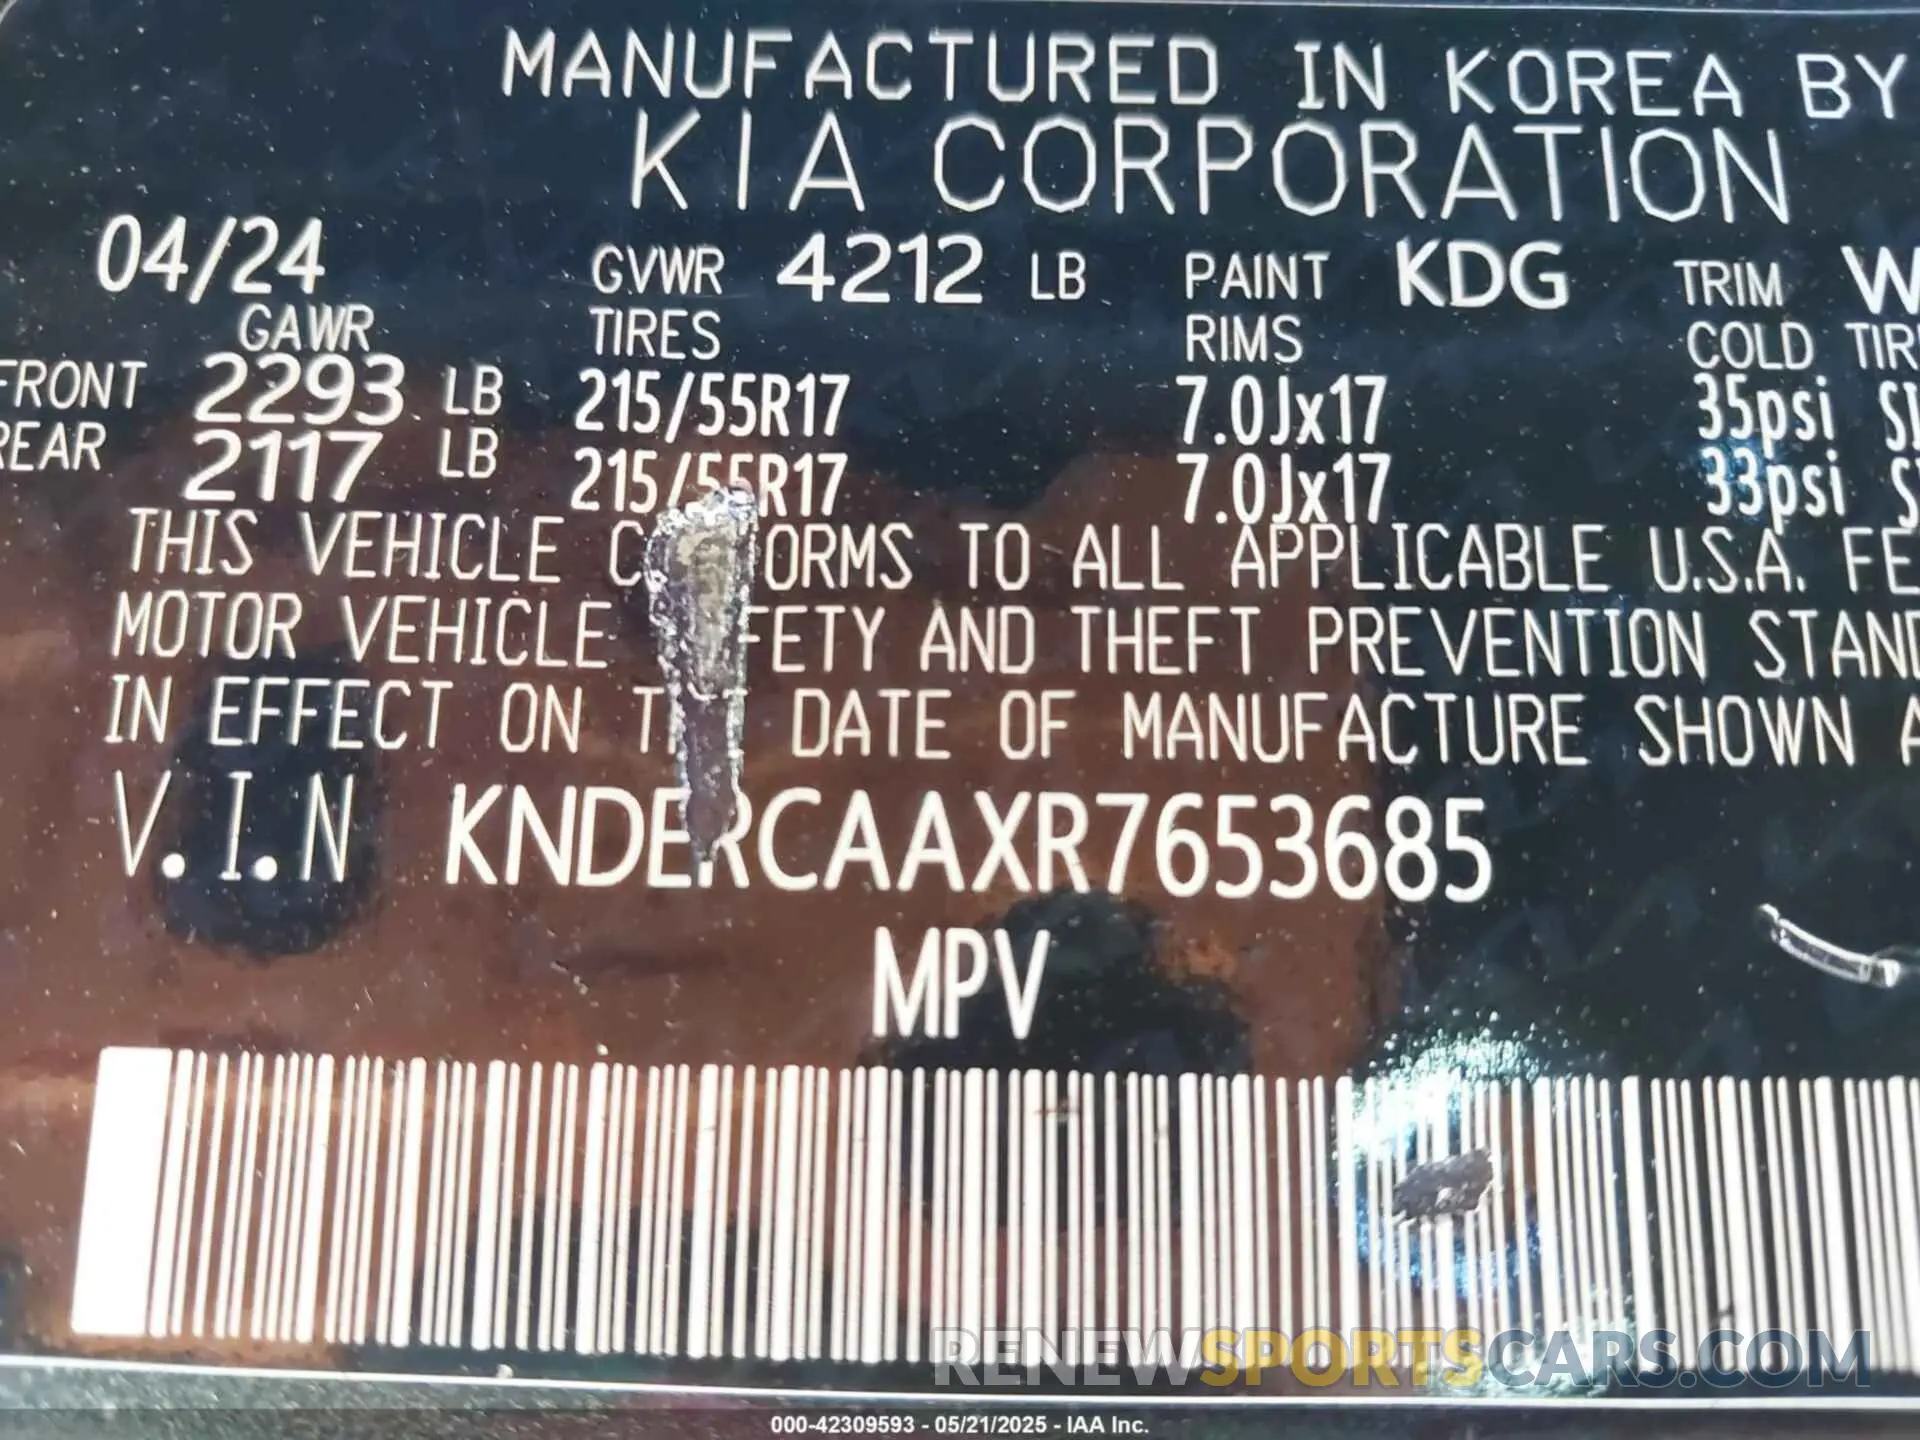 MANUFACTURED IN KOREA BY
KIA CORPORATION
04/24 GVWR 4212 LB PAINT KDG TRIM
GAWR TIRES RIMS COLD
FRONT 2293 LB 215/55R17 7.0Jx17 35psi
REAR 2117 LB 215/55R17 7.0Jx17 33psi
THIS VEHICLE TO ALL APPLICABLE U.S.A.
MOTOR VEHICLE AND THEFT PREVENTION
IN EFFECT ON DATE OF MANUFACTURE SHOWN
V.I.N KNDERCAAXR7653685
MPV
RENEWSPORTSCARS.COM
000-42309593 - 05/21/2025 - IAA Inc.